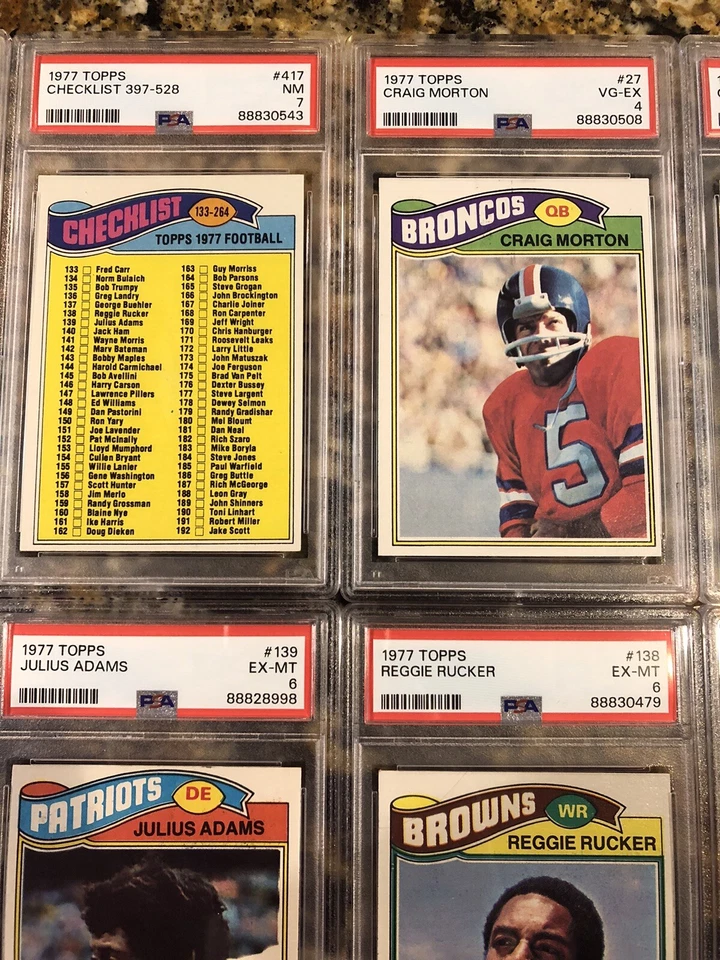 1977 TOPPS #417
CHECKLIST 397-528 NM
7
PSA 88830543
CHECKLIST 133-264
TOPPS 1977 FOOTBALL
133 Fred Carr
134 Norm Bulaich
135 Bob Trumpy
136 Greg Landry
137 George Buehler
138 Reggie Rucker
139 Julius Adams
140 Jack Ham
141 Wayne Morris
142 Marv Bateman
143 Bobby Maples
144 Harold Carmichael
145 Bob Avellini
146 Harry Carson
147 Lawrence Pillers
148 Ed Williams
149 Dan Pastorini
150 Ron Yary
151 Joe Lavender
152 Pat McInally
153 Lloyd Mumphord
154 Cullen Bryant
155 Willie Lanier
156 Gene Washington
157 Scott Hunter
158 Jim Merlo
159 Randy Grossman
160 Blaine Nye
161 Ike Harris
162 Doug Dieken
163 Guy Morriss
164 Bob Parsons
165 Steve Grogan
166 John Brockington
167 Charlie Joiner
168 Ron Carpenter
169 Jeff Wright
170 Chris Hanburger
171 Roosevelt Leaks
172 Larry Little
173 John Matuszak
174 Joe Ferguson
175 Brad Van Pelt
176 Dexter Bussey
177 Steve Largent
178 Dewey Selmon
179 Randy Gradishar
180 Mel Blount
181 Dan Neal
182 Rich Szaro
183 Mike Boryla
184 Steve Jones
185 Paul Warfield
186 Greg Buttle
187 Rich McGeorge
188 Leon Gray
189 John Shinners
190 Toni Linhart
191 Robert Miller
192 Jake Scott
1977 TOPPS #27
CRAIG MORTON VG-EX
4
PSA 88830508
BRONCOS QB
CRAIG MORTON
5
1977 TOPPS #139
JULIUS ADAMS EX-MT
6
PSA 88828998
PATRIOTS DE
JULIUS ADAMS
1977 TOPPS #138
REGGIE RUCKER EX-MT
6
PSA 88830479
BROWNS WR
REGGIE RUCKER